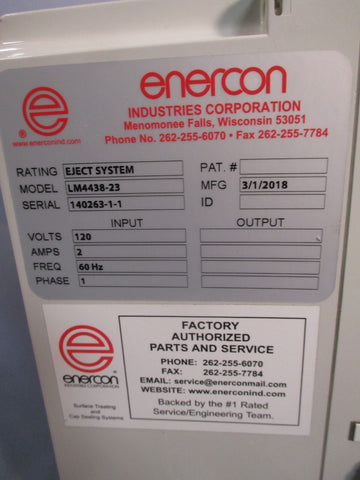 e ®
www.enerconind.com
enercon
INDUSTRIES CORPORATION
Menomonee Falls, Wisconsin 53051
Phone No. 262-255-6070 • Fax 262-255-7784
RATING EJECT SYSTEM PAT. #
MODEL LM4438-23 MFG 3/1/2018
SERIAL 140263-1-1 ID
INPUT OUTPUT
VOLTS 120
AMPS 2
FREQ 60 Hz
PHASE 1
e
enercon
INDUSTRIES CORPORATION
Surface Treating
and
Cap Sealing Systems
FACTORY
AUTHORIZED
PARTS AND SERVICE
PHONE: 262-255-6070
FAX: 262-255-7784
EMAIL: service@enerconmail.com
WEBSITE: www.enerconind.com
Backed by the #1 Rated
Service/Engineering Team.